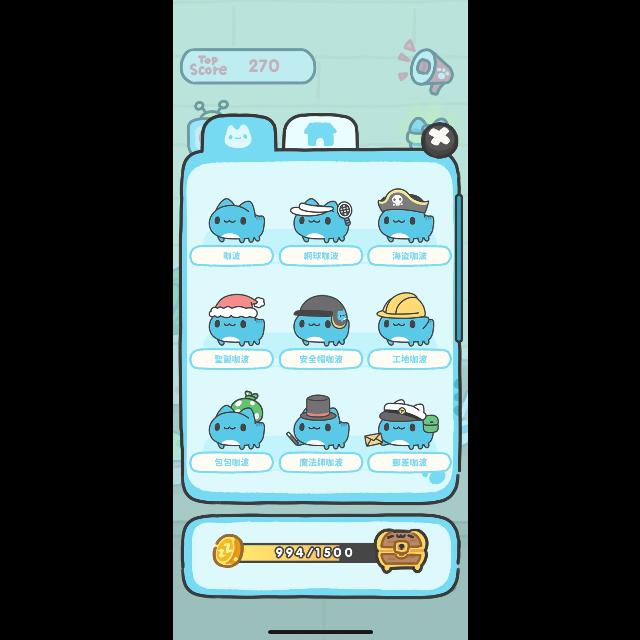 Top
Score 270
咖波
網球咖波
海盜咖波
聖誕咖波
安全帽咖波
工地咖波
包包咖波
魔法師咖波
郵差咖波
994/1500